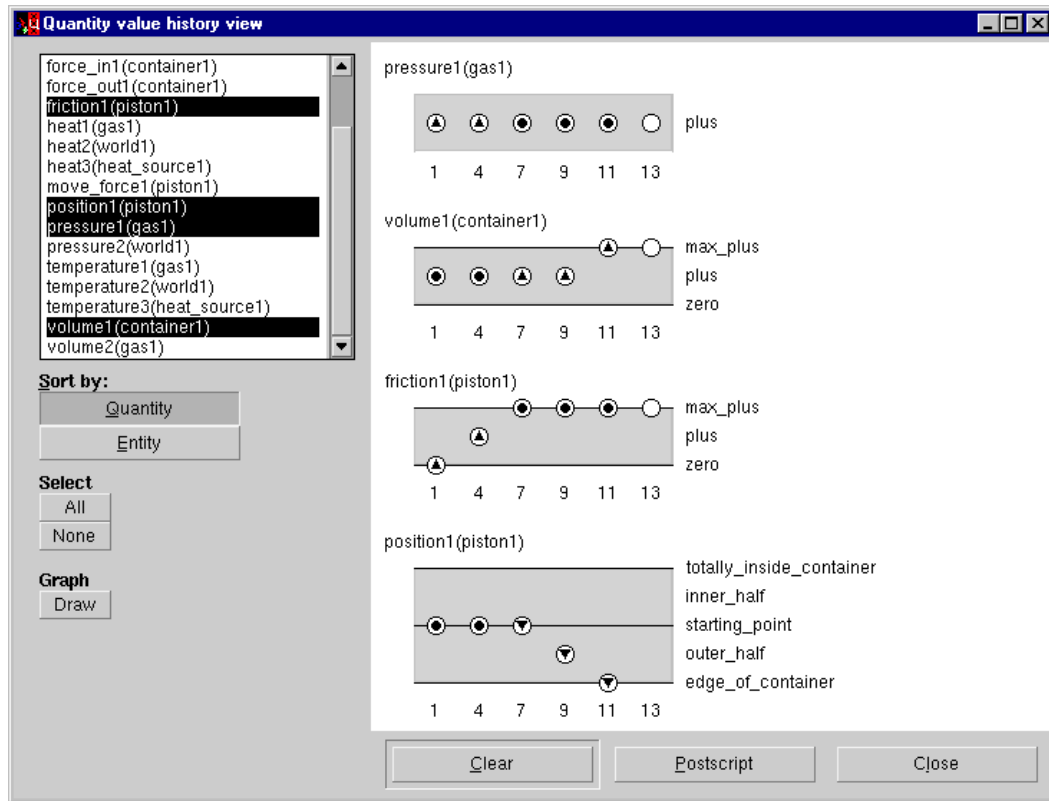 Quantity value history view
force_in1(container1)
force_out1(container1)
friction1(piston1)
heat1(gas1)
heat2(world1)
heat3(heat_source1)
move_force1(piston1)
position1(piston1)
pressure1(gas1)
pressure2(world1)
temperature1(gas1)
temperature2(world1)
temperature3(heat_source1)
volume1(container1)
volume2(gas1)
Sort by:
Quantity
Entity
Select
All
None
Graph
Draw
pressure1(gas1)
plus
1 4 7 9 11 13
volume1(container1)
max_plus
plus
zero
1 4 7 9 11 13
friction1(piston1)
max_plus
plus
zero
1 4 7 9 11 13
position1(piston1)
totally_inside_container
inner_half
starting_point
outer_half
edge_of_container
1 4 7 9 11 13
Clear Postscript Close